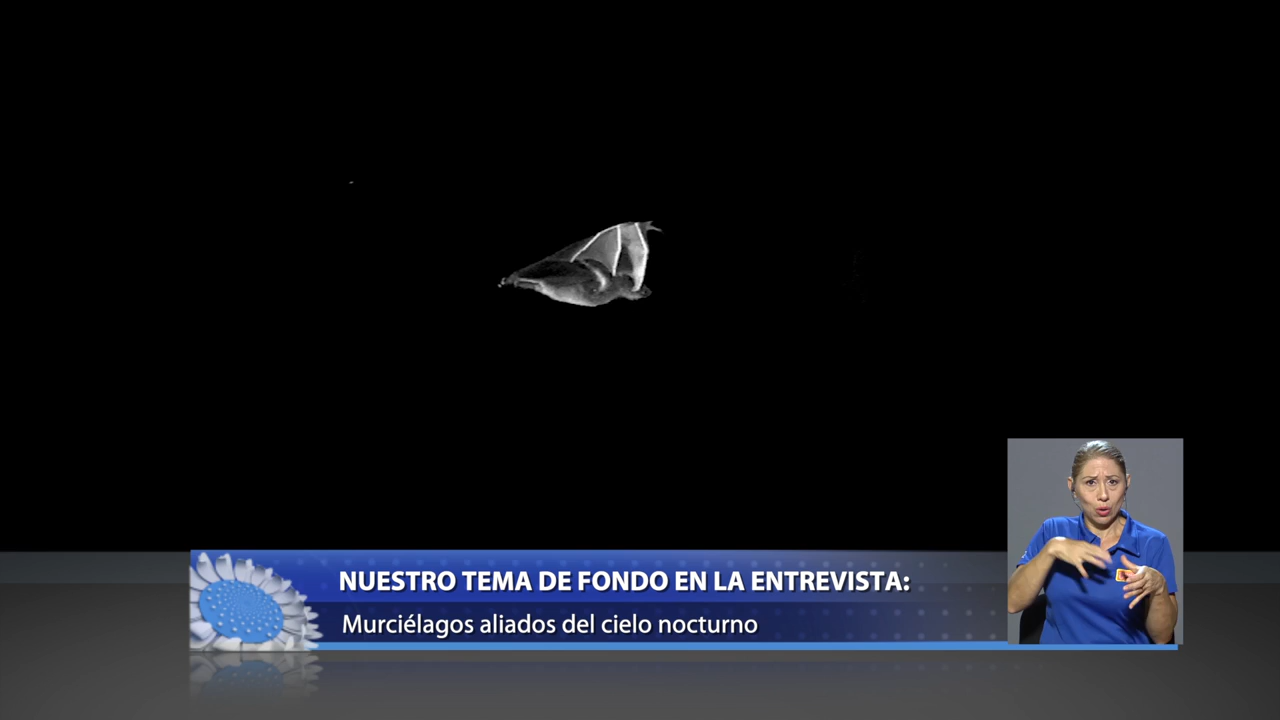 NUESTRO TEMA DE FONDO EN LA ENTREVISTA:
Murciélagos aliados del cielo nocturno